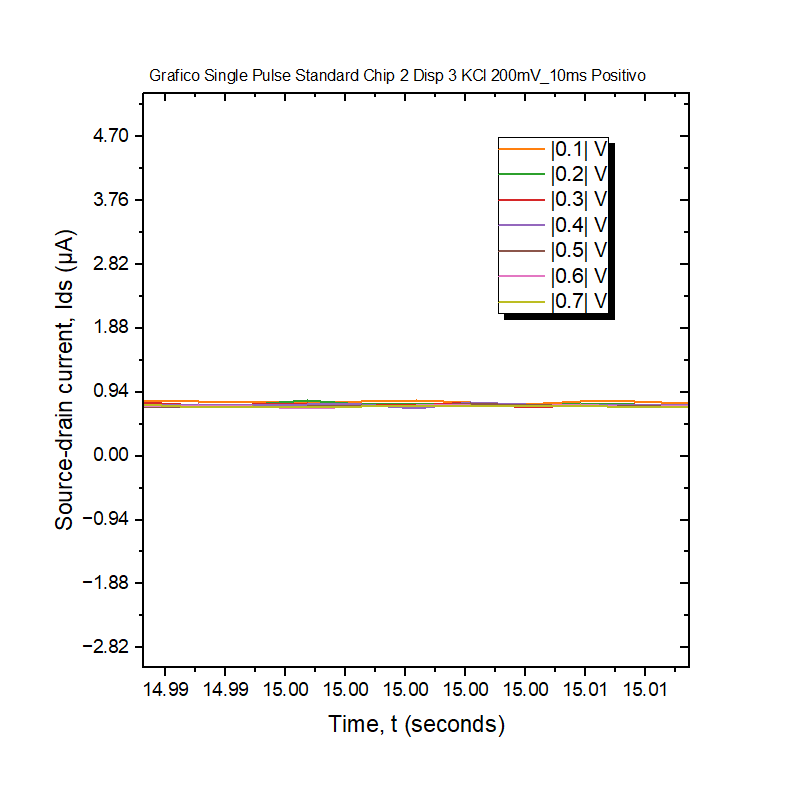 Grafico Single Pulse Standard Chip 2 Disp 3 KCl 200mV_10ms Positivo
|0.1| V
|0.2| V
|0.3| V
|0.4| V
|0.5| V
|0.6| V
|0.7| V
4.70
3.76
2.82
1.88
0.94
0.00
−0.94
−1.88
−2.82
Source-drain current, Ids (µA)
14.99 14.99 15.00 15.00 15.00 15.00 15.00 15.01 15.01
Time, t (seconds)